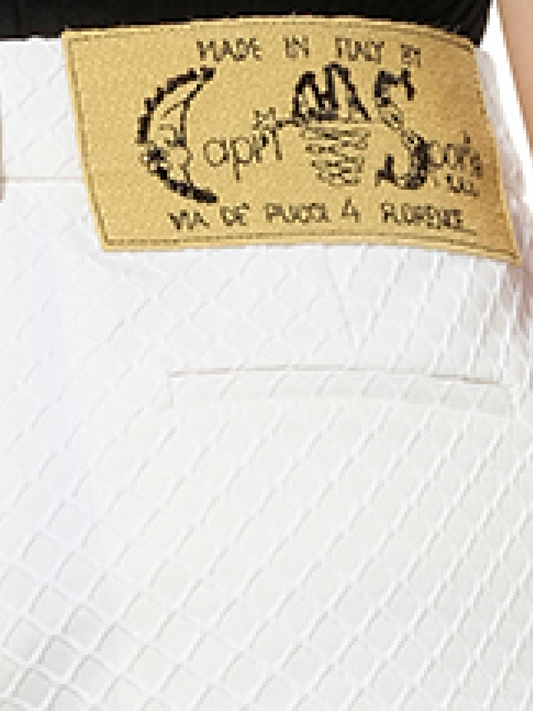 MADE IN ITALY BY
Capri Sports
VIA DE' PUCCI 4 FLORENCE